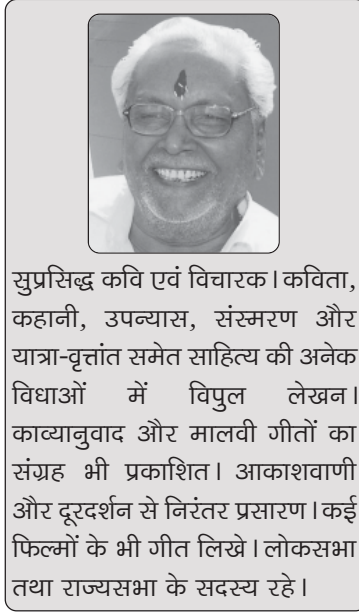 सुप्रसिद्ध कवि एवं विचारक। कविता,
कहानी, उपन्यास, संस्मरण और
यात्रा-वृत्तांत समेत साहित्य की अनेक
विधाओं में विपुल लेखन।
काव्यानुवाद और मालवी गीतों का
संग्रह भी प्रकाशित। आकाशवाणी
और दूरदर्शन से निरंतर प्रसारण। कई
फिल्मों के भी गीत लिखे। लोकसभा
तथा राज्यसभा के सदस्य रहे।